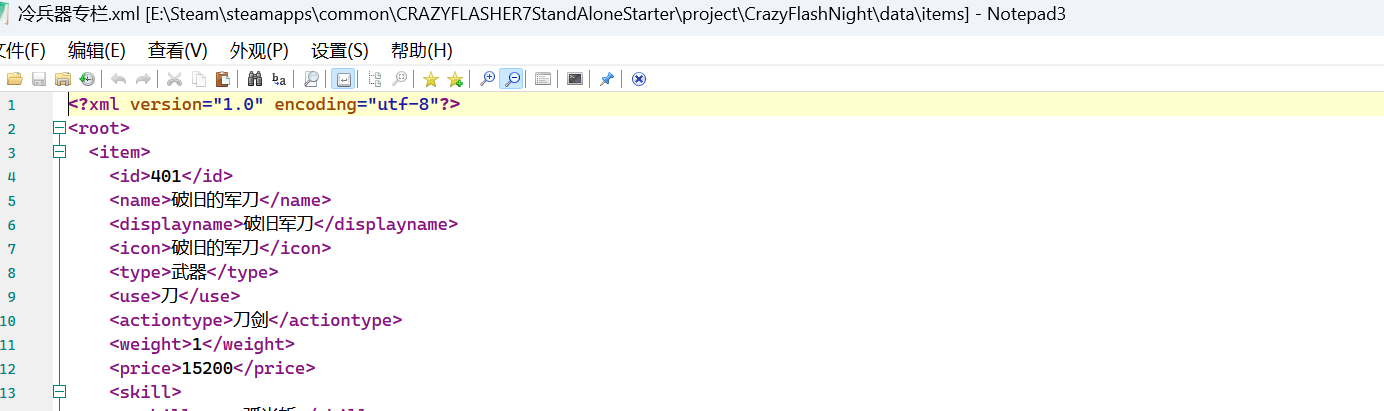 冷兵器专栏.xml [E:\Steam\steamapps\common\CRAZYFLASHER7StandAloneStarter\project\CrazyFlashNight\data\items] - Notepad3
文件(F) 编辑(E) 查看(V) 外观(P) 设置(S) 帮助(H)
1 <?xml version="1.0" encoding="utf-8"?>
2 <root>
3 <item>
4 <id>401</id>
5 <name>破旧的军刀</name>
6 <displayname>破旧军刀</displayname>
7 <icon>破旧的军刀</icon>
8 <type>武器</type>
9 <use>刀</use>
10 <actiontype>刀剑</actiontype>
11 <weight>1</weight>
12 <price>15200</price>
13 <skill>